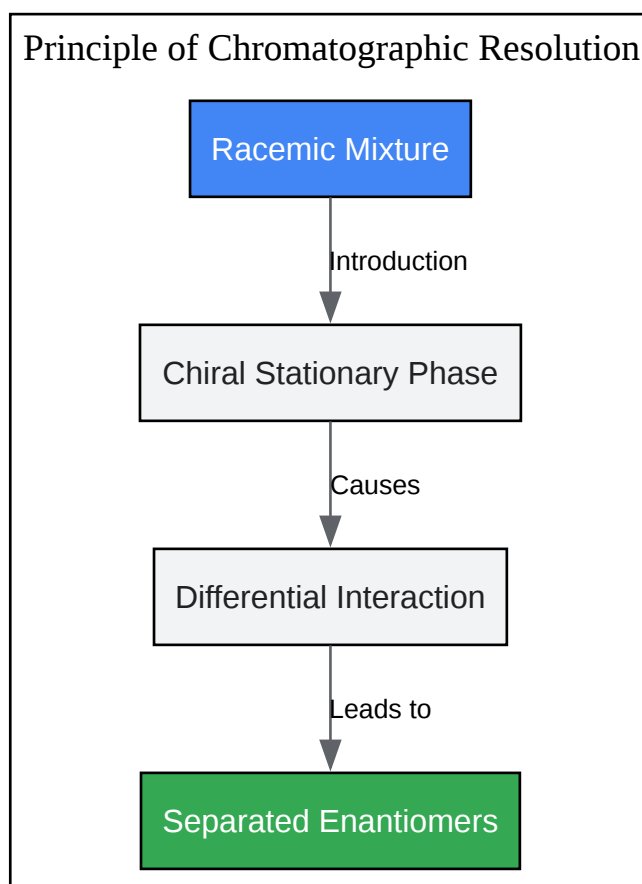 Principle of Chromatographic Resolution
Racemic Mixture
Introduction
Chiral Stationary Phase
Causes
Differential Interaction
Leads to
Separated Enantiomers